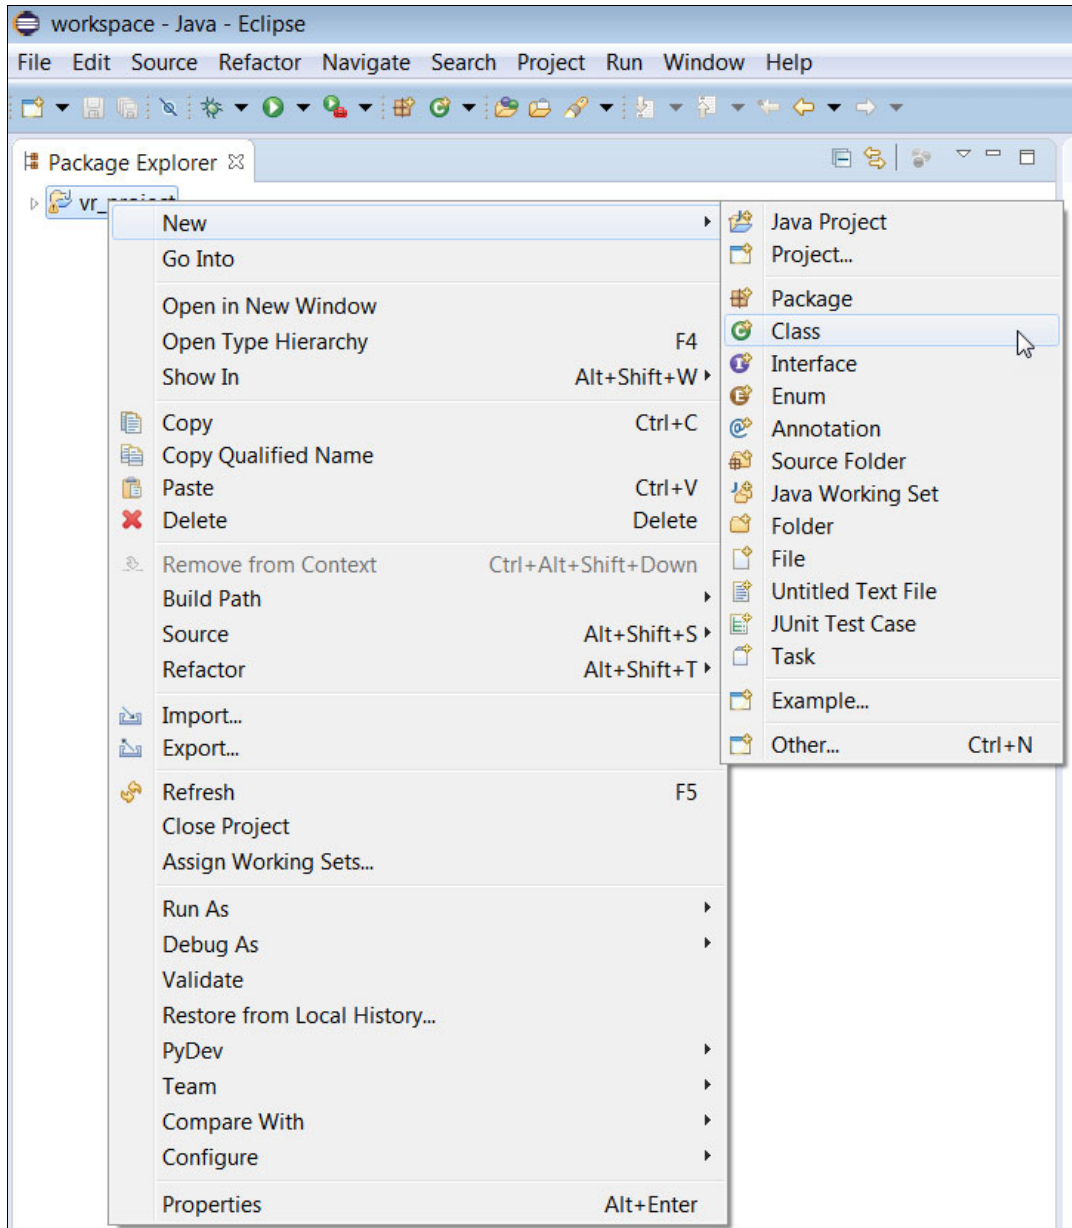 workspace - Java - Eclipse
File Edit Source Refactor Navigate Search Project Run Window Help
Package Explorer
vr_project
New
Go Into
Open in New Window
Open Type Hierarchy F4
Show In Alt+Shift+W
Copy Ctrl+C
Copy Qualified Name
Paste Ctrl+V
Delete Delete
Remove from Context Ctrl+Alt+Shift+Down
Build Path
Source Alt+Shift+S
Refactor Alt+Shift+T
Import...
Export...
Refresh F5
Close Project
Assign Working Sets...
Run As
Debug As
Validate
Restore from Local History...
PyDev
Team
Compare With
Configure
Properties Alt+Enter
Java Project
Project...
Package
Class
Interface
Enum
Annotation
Source Folder
Java Working Set
Folder
File
Untitled Text File
JUnit Test Case
Task
Example...
Other... Ctrl+N